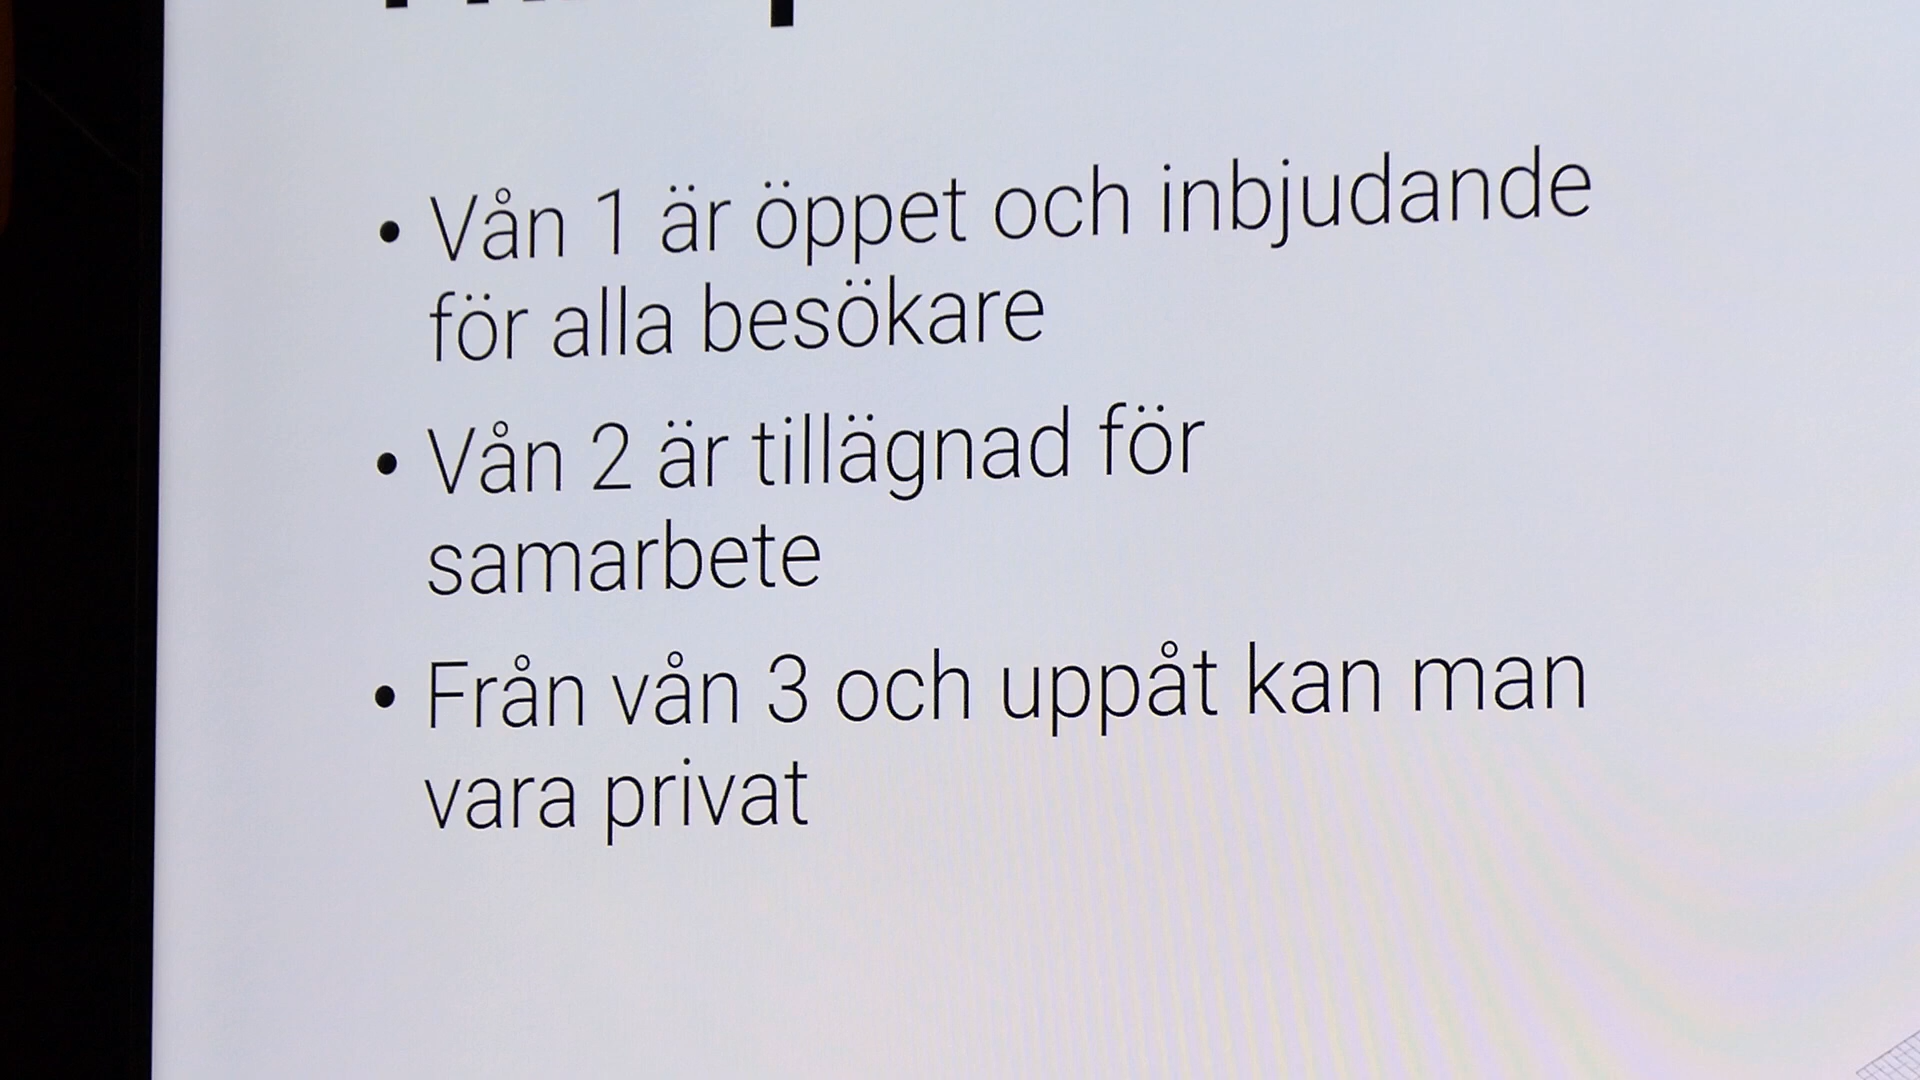 • Vån 1 är öppet och inbjudande
för alla besökare
• Vån 2 är tillägnad för
samarbete
• Från vån 3 och uppåt kan man
vara privat